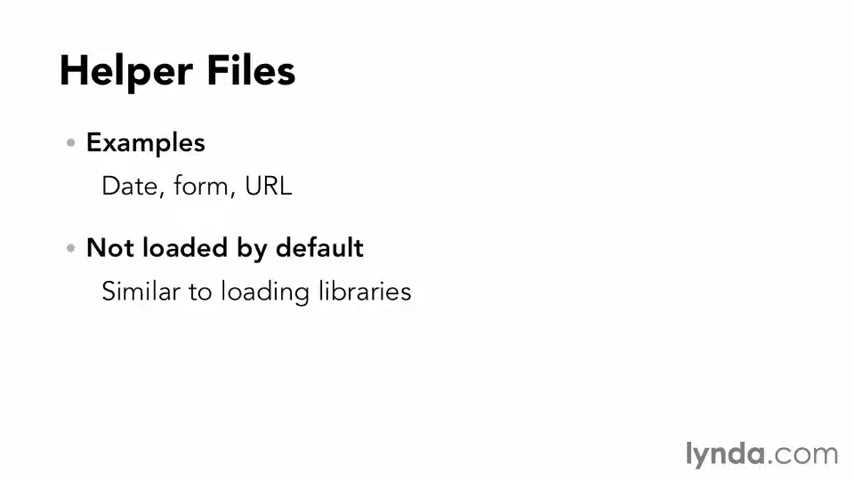 Helper Files
• Examples
Date, form, URL
• Not loaded by default
Similar to loading libraries
lynda.com